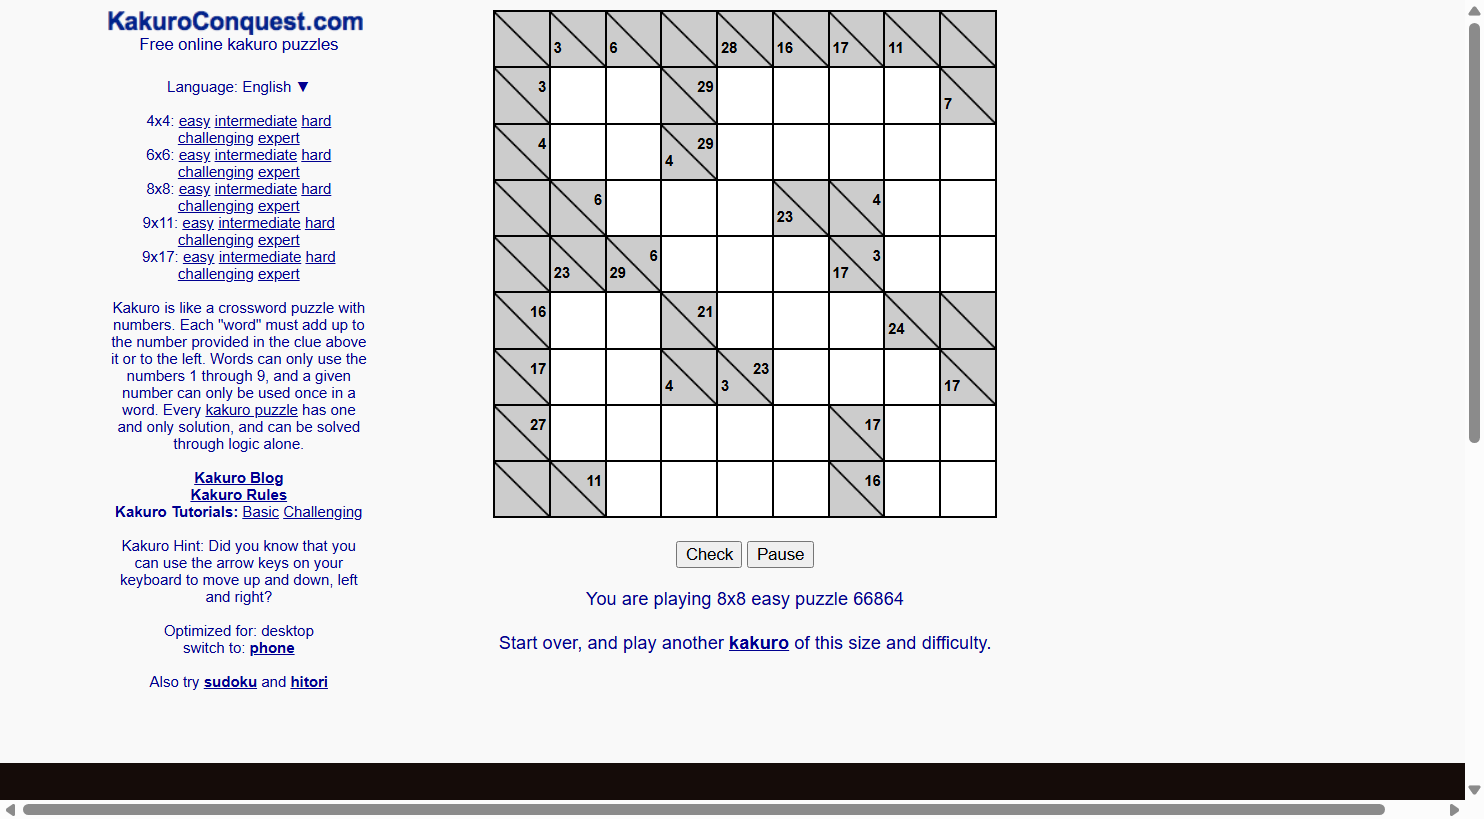 KakuroConquest.com
Free online kakuro puzzles
Language: English ▼
4x4: easy intermediate hard
challenging expert
6x6: easy intermediate hard
challenging expert
8x8: easy intermediate hard
challenging expert
9x11: easy intermediate hard
challenging expert
9x17: easy intermediate hard
challenging expert
Kakuro is like a crossword puzzle with
numbers. Each "word" must add up to
the number provided in the clue above
it or to the left. Words can only use the
numbers 1 through 9, and a given
number can only be used once in a
word. Every kakuro puzzle has one
and only solution, and can be solved
through logic alone.
Kakuro Blog
Kakuro Rules
Kakuro Tutorials: Basic Challenging
Kakuro Hint: Did you know that you
can use the arrow keys on your
keyboard to move up and down, left
and right?
Optimized for: desktop
switch to: phone
Also try sudoku and hitori
3 6 28 16 17 11
3 29 7
4 4 29
6 23 4
23 29 6 17 3
16 21 24
17 4 3 23 17
27 17
11 16
Check Pause
You are playing 8x8 easy puzzle 66864
Start over, and play another kakuro of this size and difficulty.